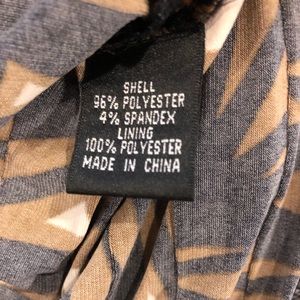 SHELL
96% POLYESTER
4% SPANDEX
LINING
100% POLYESTER
MADE IN CHINA